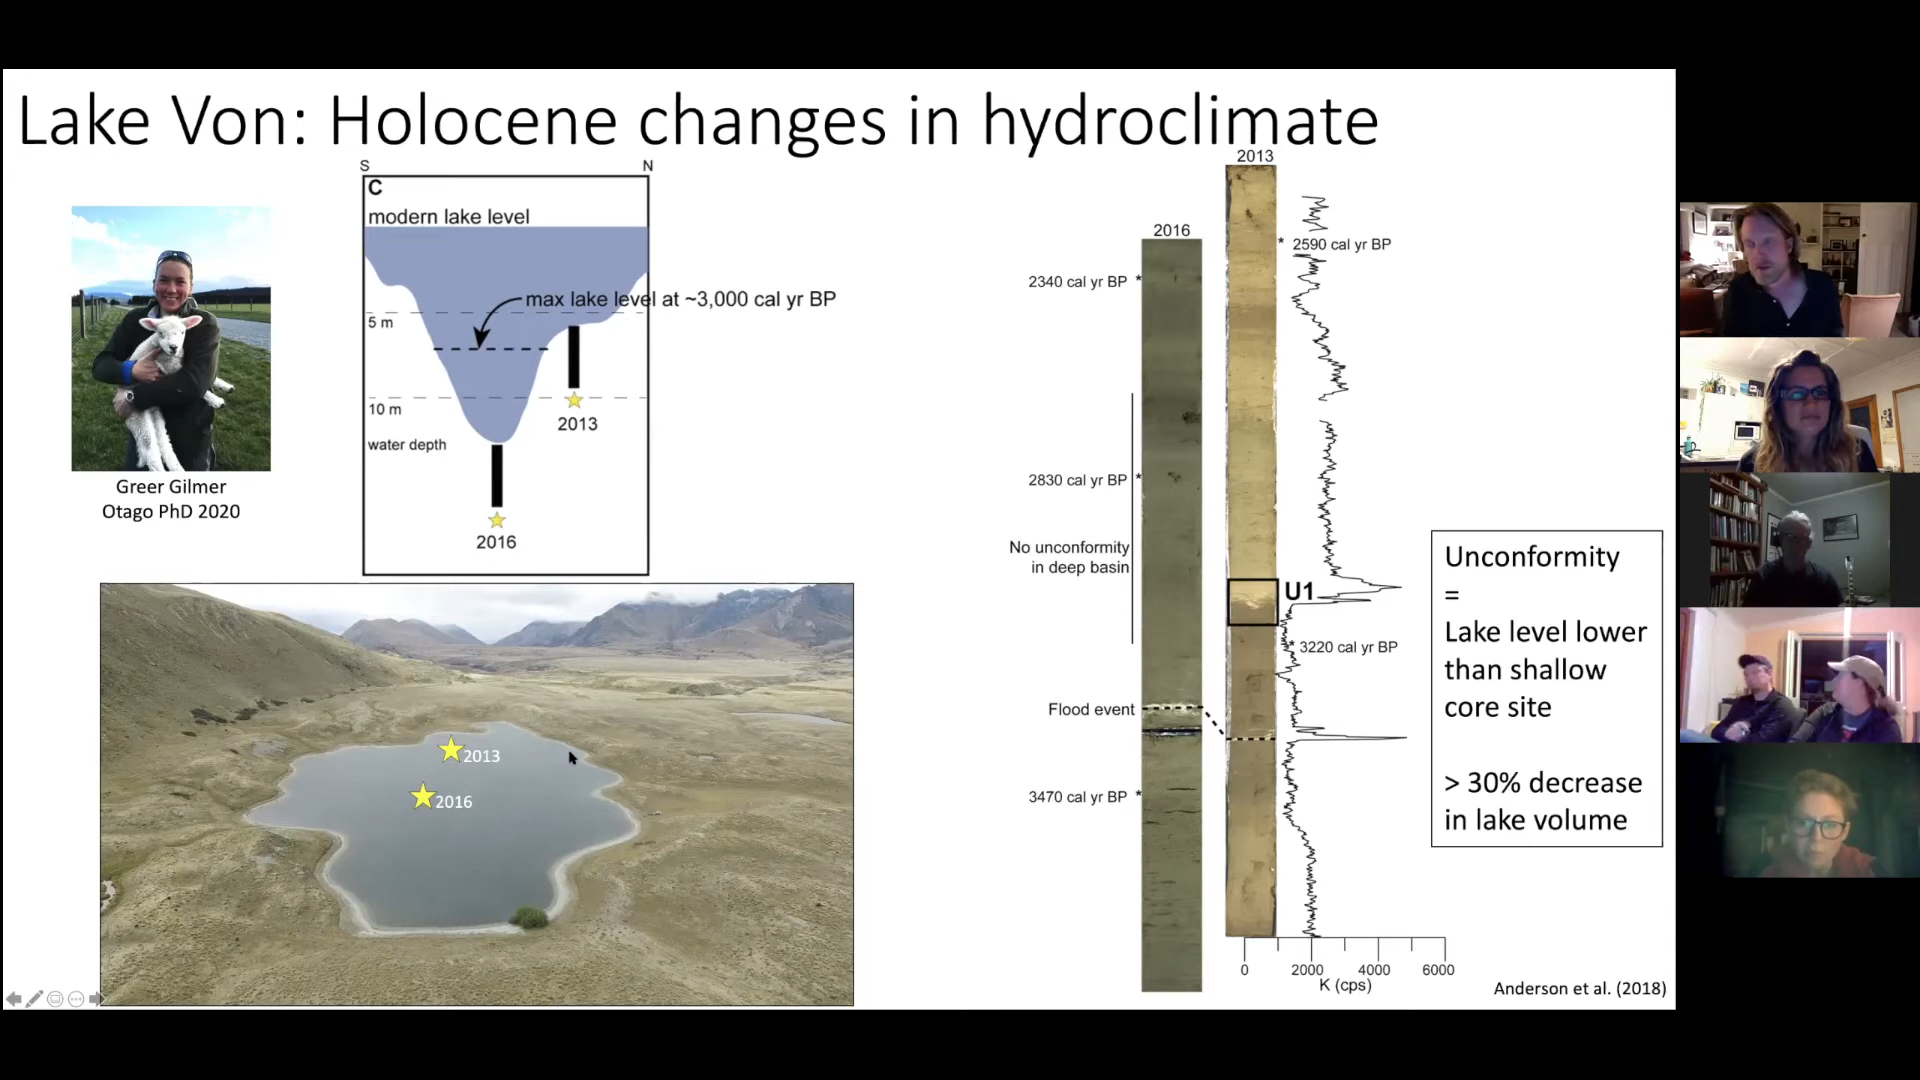 Lake Von: Holocene changes in hydroclimate
S
N
C
modern lake level
max lake level at ~3,000 cal yr BP
5 m
10 m
water depth
2013
2016
Greer Gilmer
Otago PhD 2020
2013
2016
2016
2013
2340 cal yr BP *
* 2590 cal yr BP
2830 cal yr BP *
No unconformity
in deep basin
U1
* 3220 cal yr BP
Flood event
3470 cal yr BP *
0
2000
4000
6000
K (cps)
Unconformity
=
Lake level lower
than shallow
core site
> 30% decrease
in lake volume
Anderson et al. (2018)